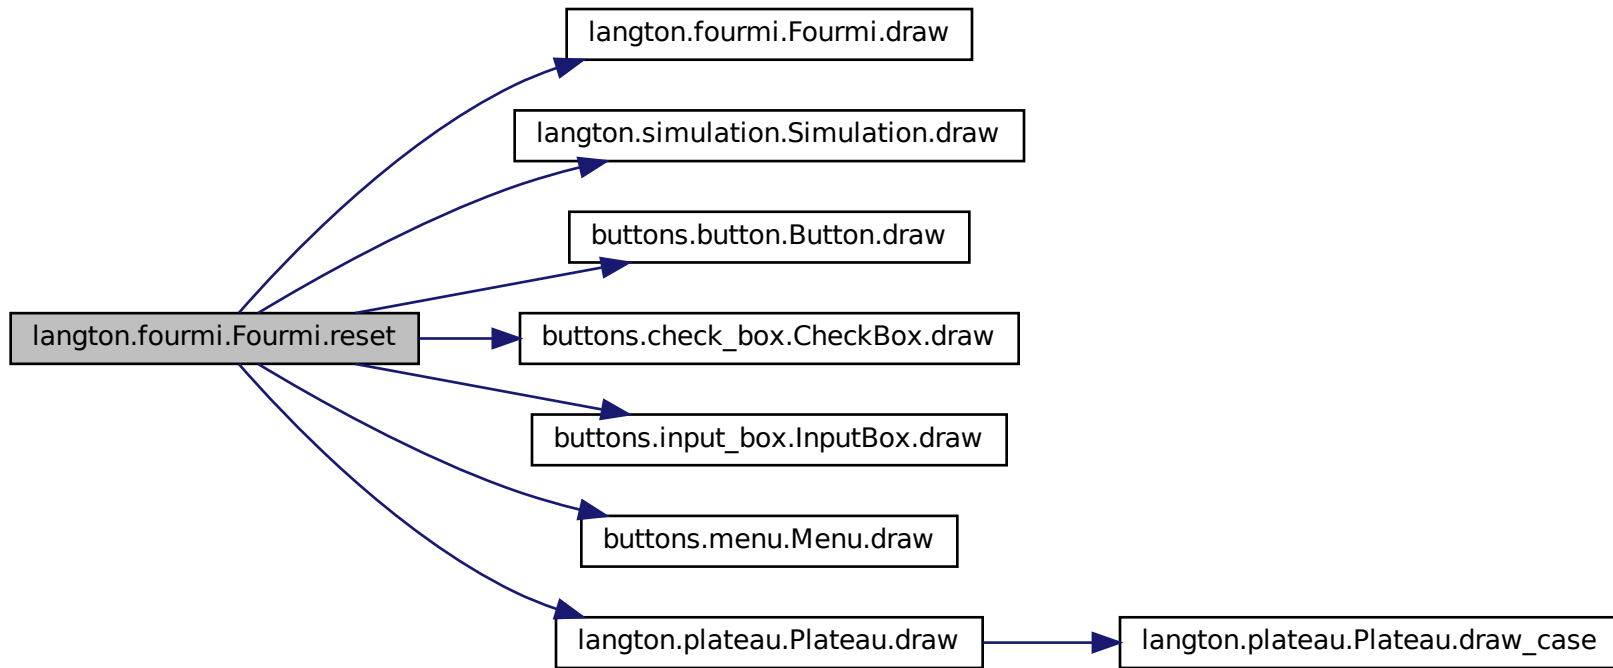 langton.fourmi.Fourmi.draw
langton.simulation.Simulation.draw
buttons.button.Button.draw
langton.fourmi.Fourmi.reset
buttons.check_box.CheckBox.draw
buttons.input_box.InputBox.draw
buttons.menu.Menu.draw
langton.plateau.Plateau.draw
langton.plateau.Plateau.draw_case